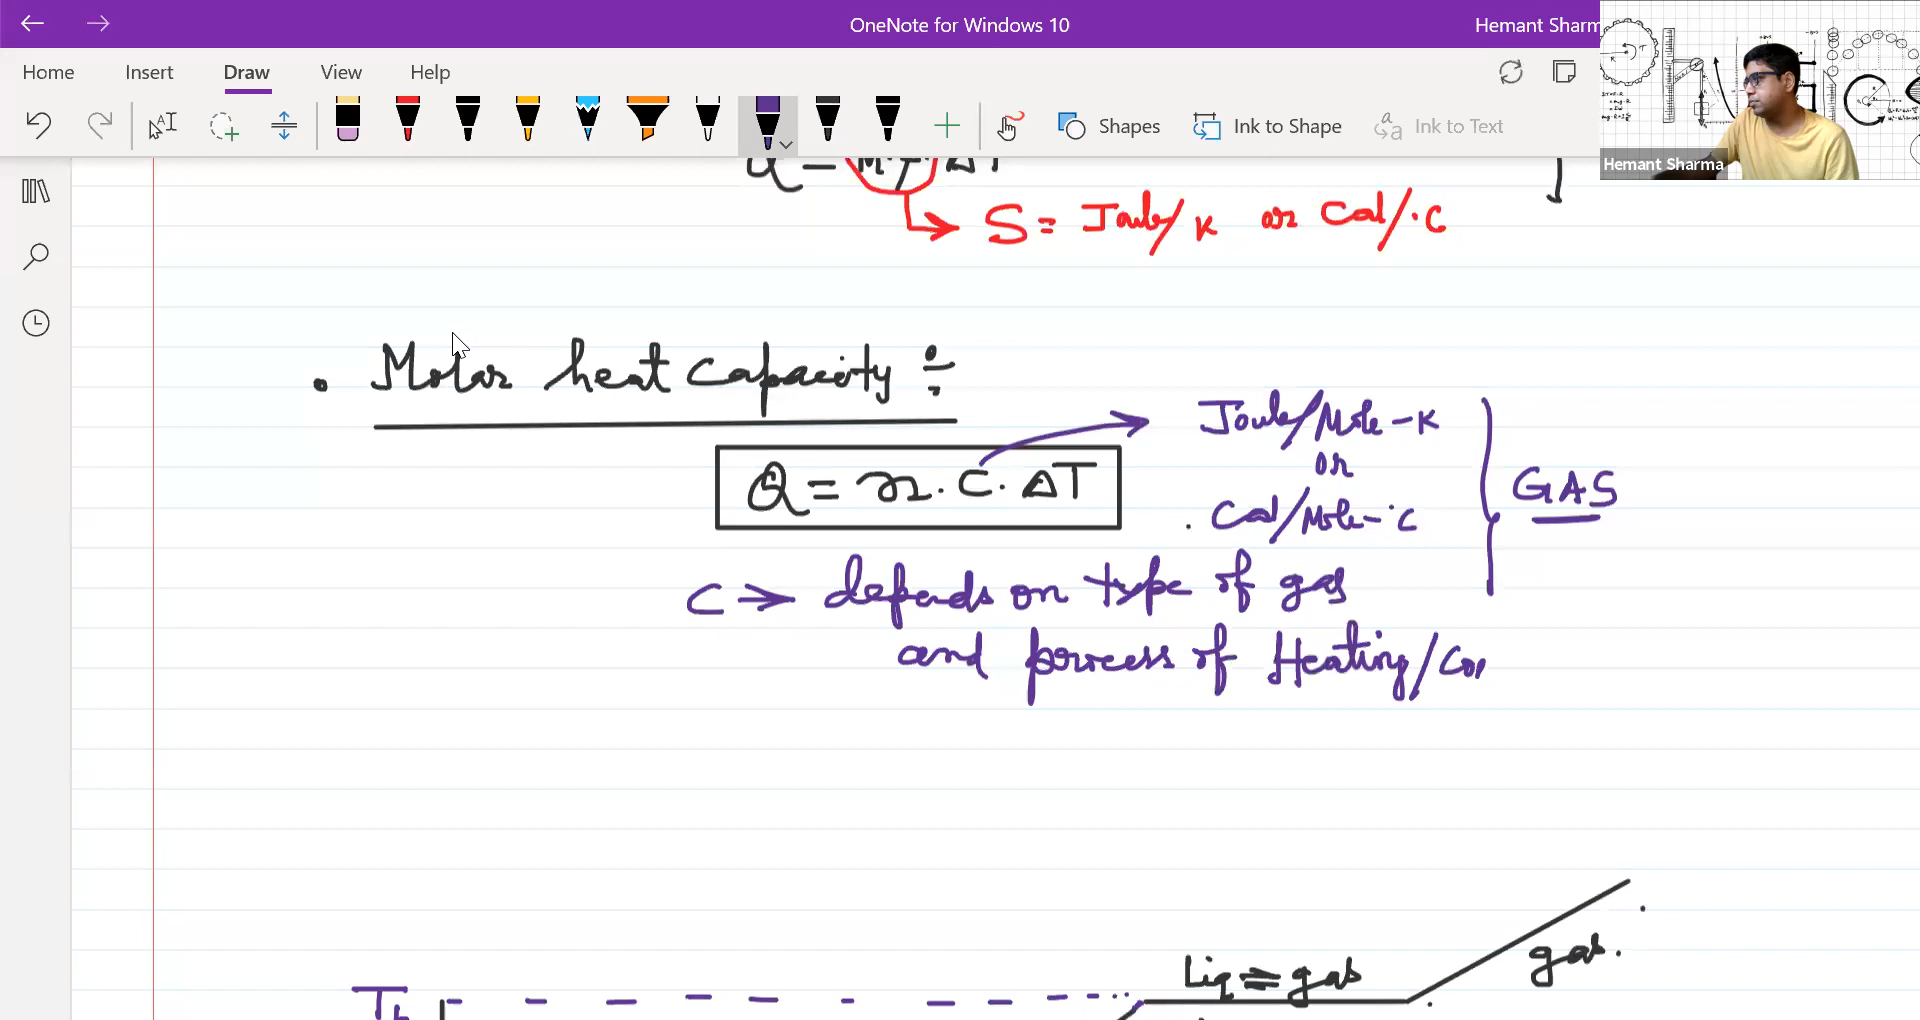 OneNote for Windows 10
Hemant Sharm
Home Insert Draw View Help
Shapes Ink to Shape Ink to Text
Hemant Sharma
S = Joule/K or Cal/°C
• Molar heat capacity ÷
Joule/Mole-K
or
Q = n. C. ΔT
GAS
Cal/Mole-°C
C → depends on type of gas
and process of Heating/Coo
Liq ⇌ gas
gas.